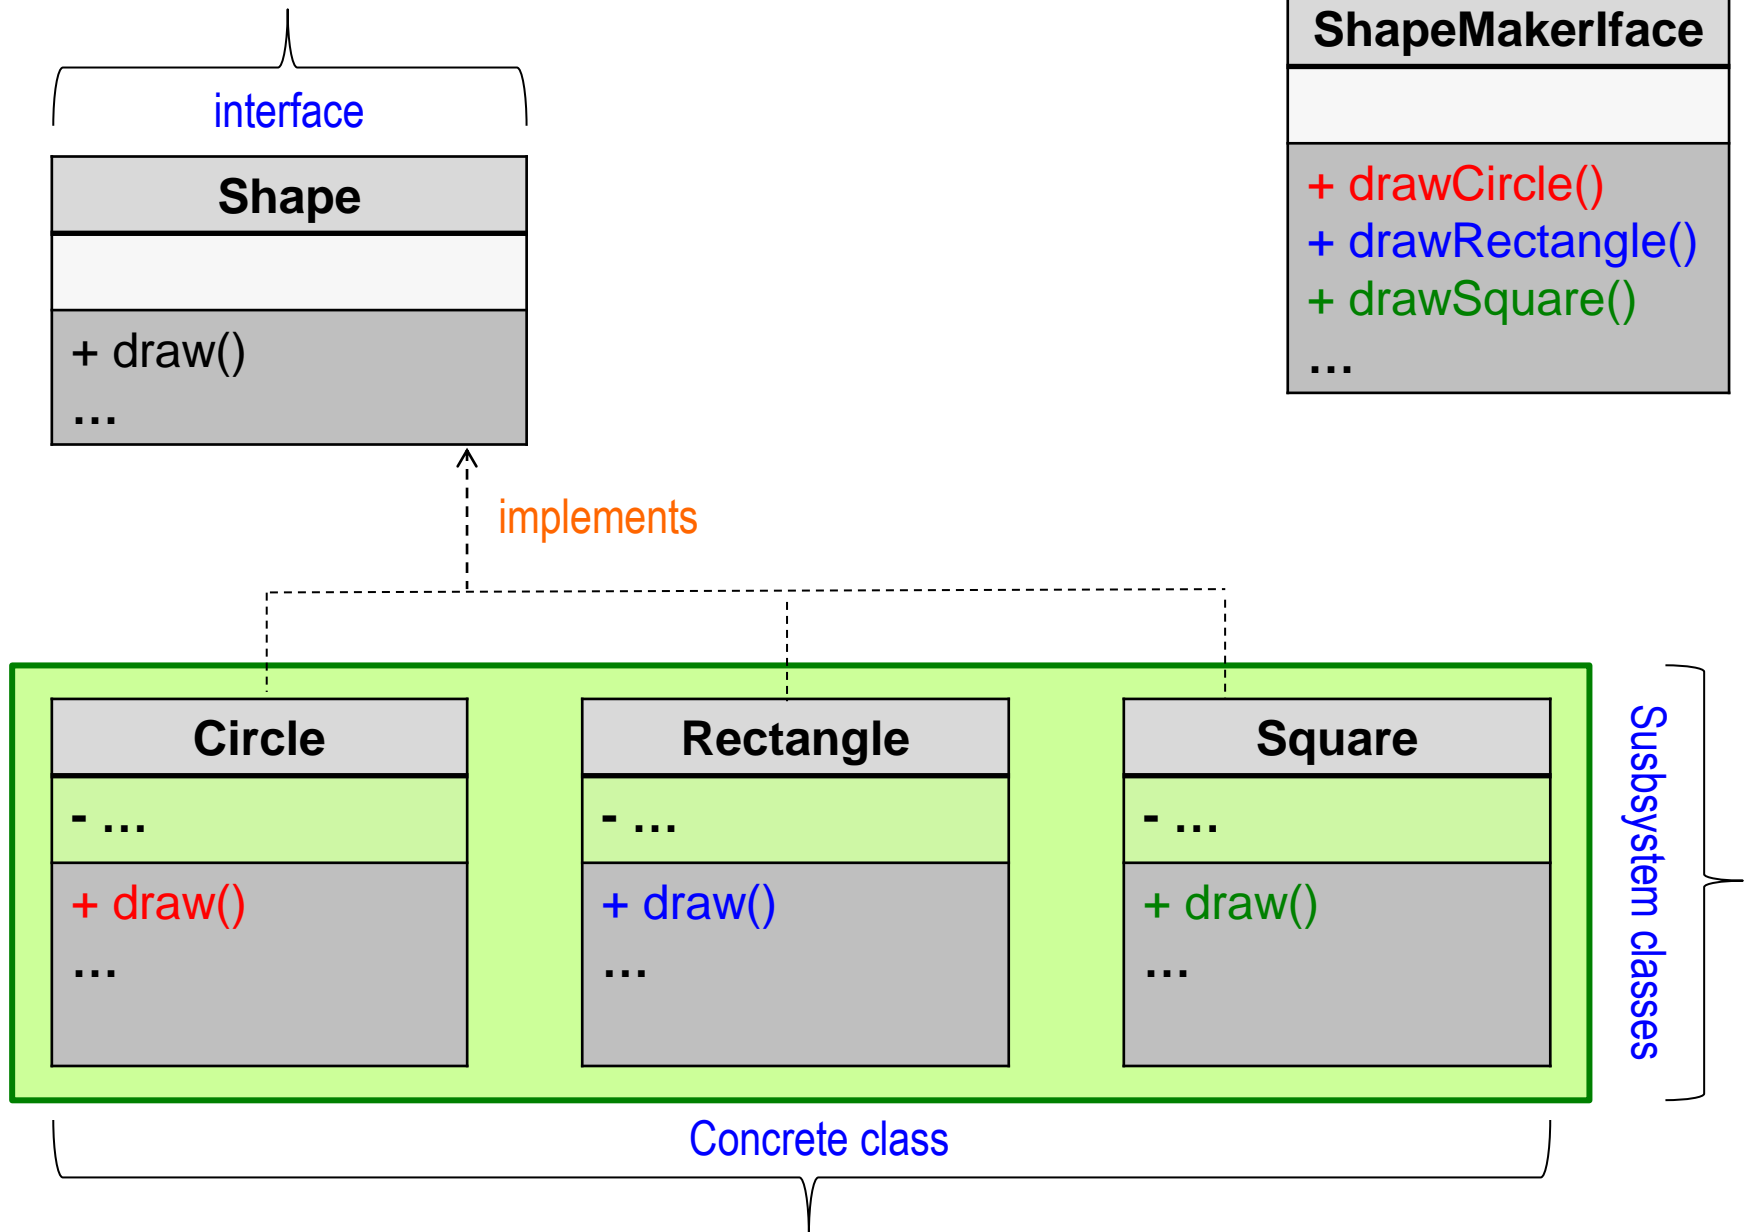 interface
Shape
+ draw()
…
ShapeMakerIface
+ drawCircle()
+ drawRectangle()
+ drawSquare()
…
implements
Circle
- …
+ draw()
…
Rectangle
- …
+ draw()
…
Square
- …
+ draw()
…
Susbsystem classes
Concrete class